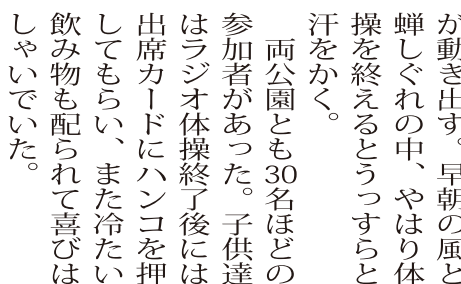 が動き出す。早朝の風と
蝉しぐれの中、やはり体
操を終えるとうっすらと
汗をかく。
両公園とも30名ほどの
参加者があった。子供達
はラジオ体操終了後には
出席カードにハンコを押
してもらい、また冷たい
飲み物も配られて喜びは
しゃいでいた。